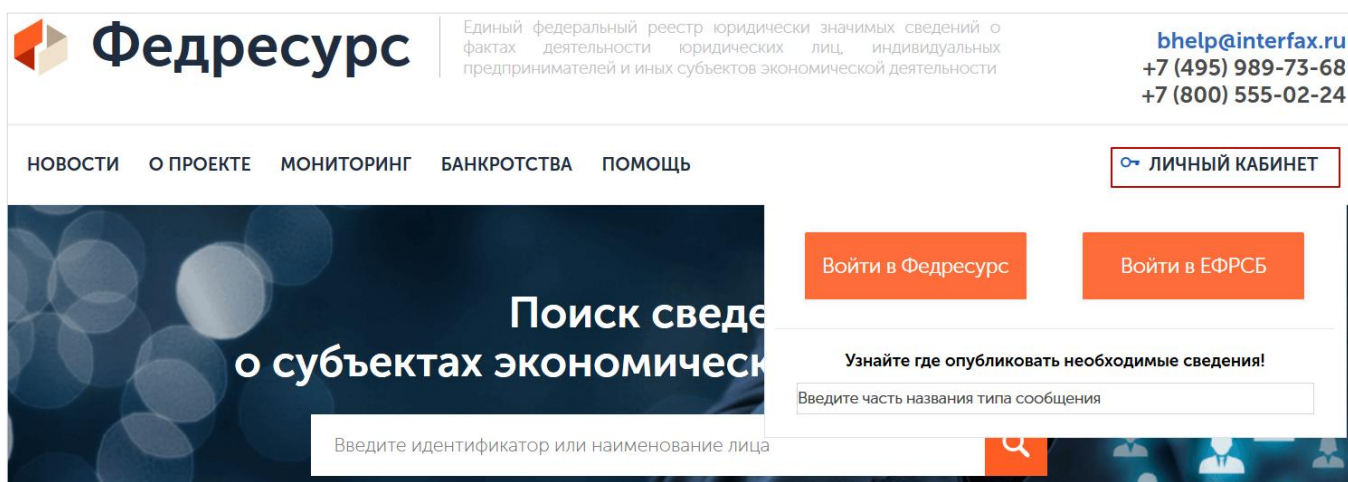 Федресурс
Единый федеральный реестр юридически значимых сведений о
фактах деятельности юридических лиц, индивидуальных
предпринимателей и иных субъектов экономической деятельности
bhelp@interfax.ru
+7 (495) 989-73-68
+7 (800) 555-02-24
НОВОСТИ О ПРОЕКТЕ МОНИТОРИНГ БАНКРОТСТВА ПОМОЩЬ
ЛИЧНЫЙ КАБИНЕТ
Войти в Федресурс
Войти в ЕФРСБ
Узнайте где опубликовать необходимые сведения!
Введите часть названия типа сообщения
Поиск сведе
о субъектах экономическ
Введите идентификатор или наименование лица